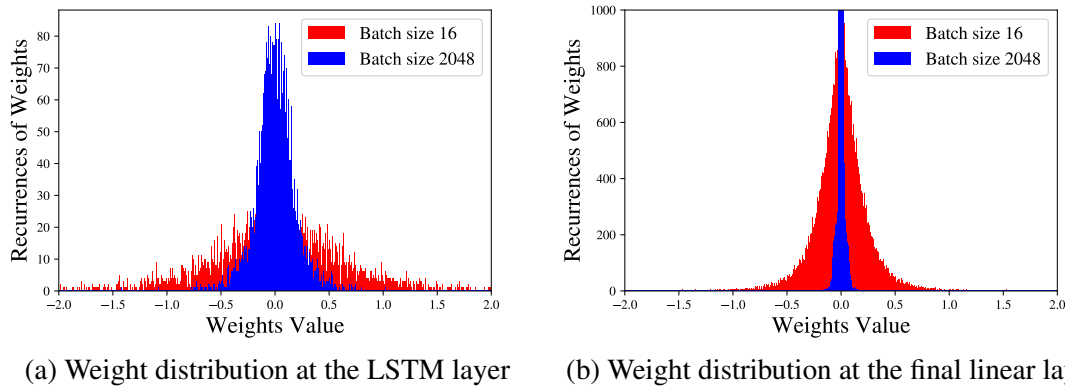 Batch size 16
Batch size 2048
Recurrences of Weights
80
70
60
50
40
30
20
10
0
−2.0 −1.5 −1.0 −0.5 0.0 0.5 1.0 1.5 2.0
Weights Value
(a) Weight distribution at the LSTM layer
Batch size 16
Batch size 2048
Recurrences of Weights
1000
800
600
400
200
0
−2.0 −1.5 −1.0 −0.5 0.0 0.5 1.0 1.5 2.0
Weights Value
(b) Weight distribution at the final linear lay